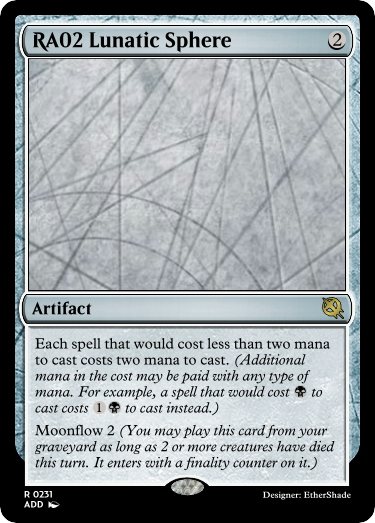 RA02 Lunatic Sphere 2
Artifact
Each spell that would cost less than two mana
to cast costs two mana to cast. (Additional
mana in the cost may be paid with any type of
mana. For example, a spell that would cost to
cast costs 1 to cast instead.)
Moonflow 2 (You may play this card from your
graveyard as long as 2 or more creatures have died
this turn. It enters with a finality counter on it.)
R 0231
ADD
Designer: EtherShade